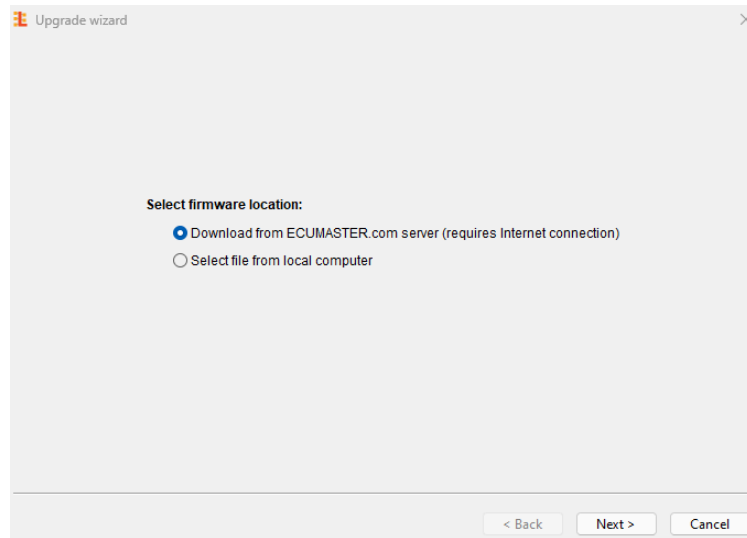 Upgrade wizard
Select firmware location:
Download from ECUMASTER.com server (requires Internet connection)
Select file from local computer
< Back Next > Cancel